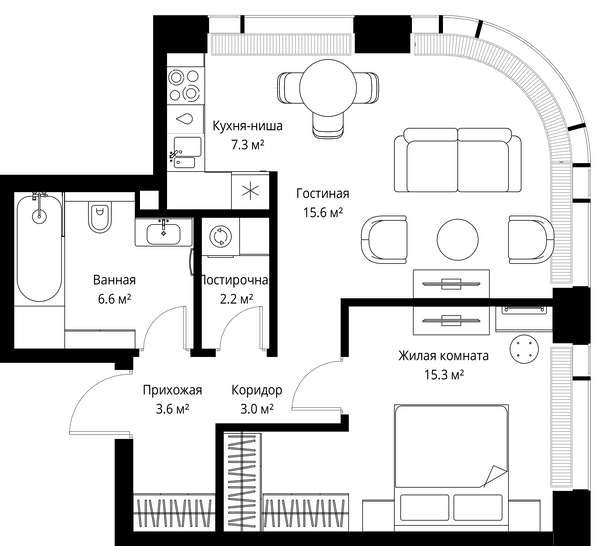 Кухня-ниша
7.3 м²
Гостиная
15.6 м²
Ванная
6.6 м²
Постирочна
2.2 м²
Жилая комната
15.3 м²
Прихожая
3.6 м²
Коридор
3.0 м²